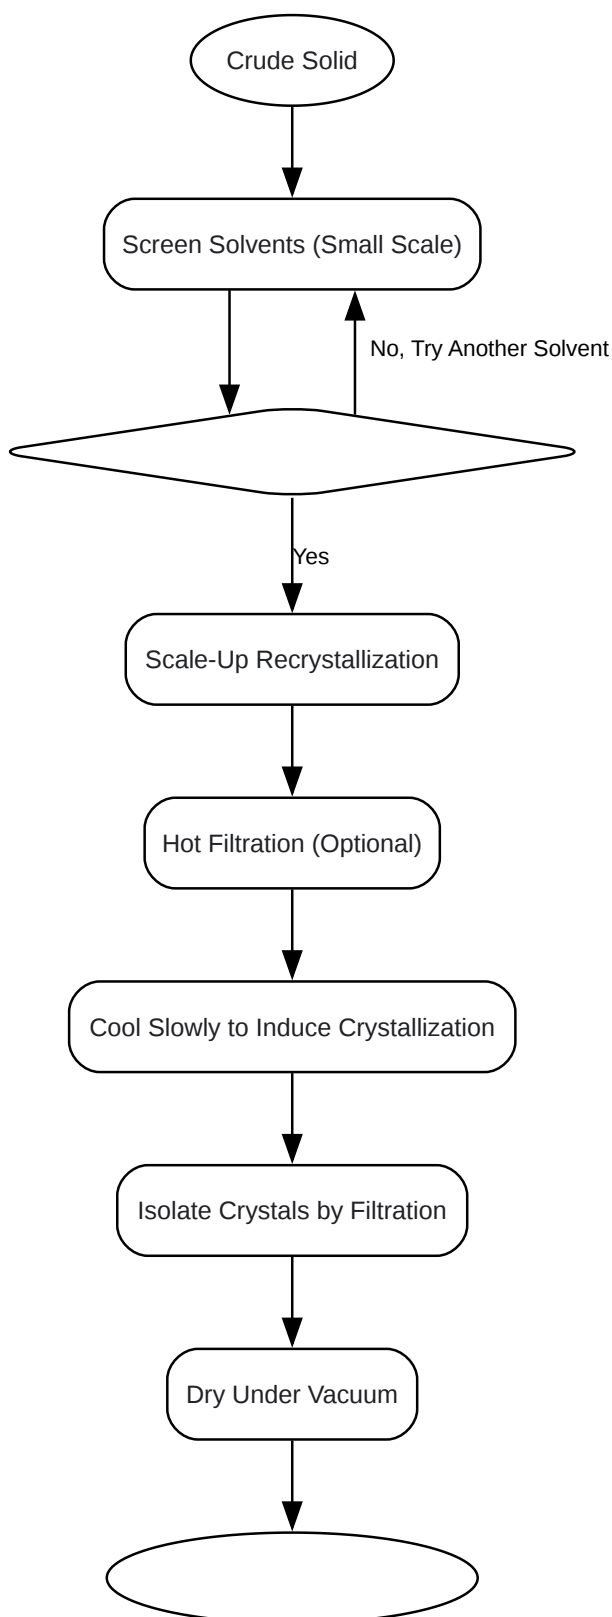 Crude Solid
Screen Solvents (Small Scale)
No, Try Another Solvent
Yes
Scale-Up Recrystallization
Hot Filtration (Optional)
Cool Slowly to Induce Crystallization
Isolate Crystals by Filtration
Dry Under Vacuum